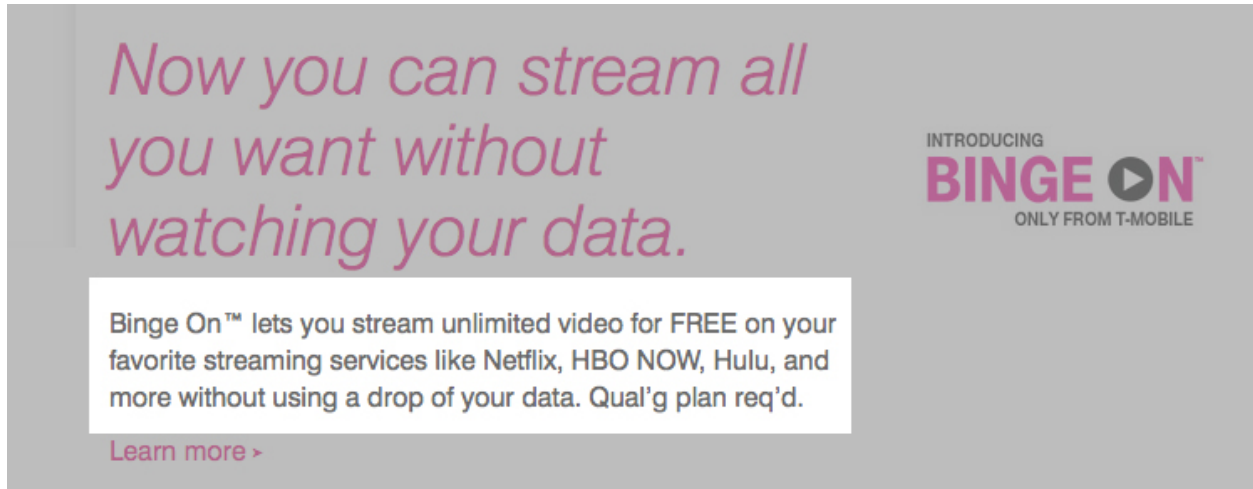 Now you can stream all
you want without
watching your data.
INTRODUCING
BINGE ON™
ONLY FROM T-MOBILE
Binge On™ lets you stream unlimited video for FREE on your
favorite streaming services like Netflix, HBO NOW, Hulu, and
more without using a drop of your data. Qual’g plan req’d.
Learn more ➤